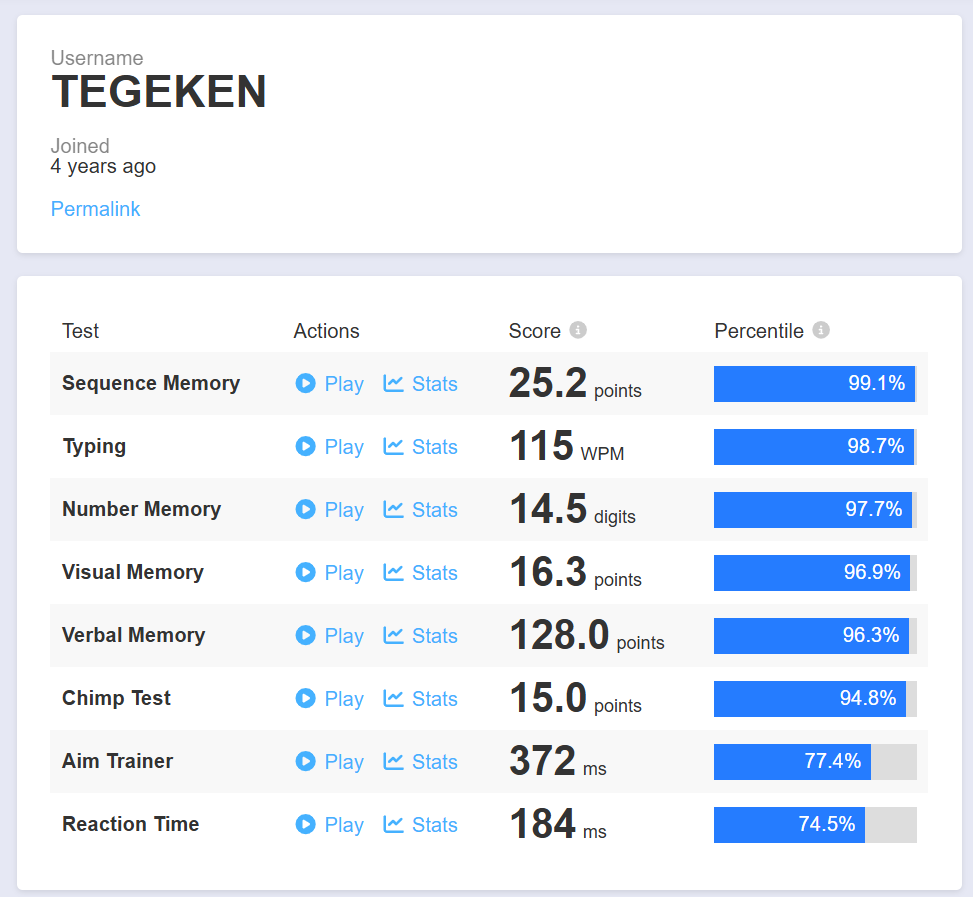 Username
TEGEKEN
Joined
4 years ago
Permalink
Test Actions Score Percentile
Sequence Memory Play Stats 25.2 points 99.1%
Typing Play Stats 115 WPM 98.7%
Number Memory Play Stats 14.5 digits 97.7%
Visual Memory Play Stats 16.3 points 96.9%
Verbal Memory Play Stats 128.0 points 96.3%
Chimp Test Play Stats 15.0 points 94.8%
Aim Trainer Play Stats 372 ms 77.4%
Reaction Time Play Stats 184 ms 74.5%